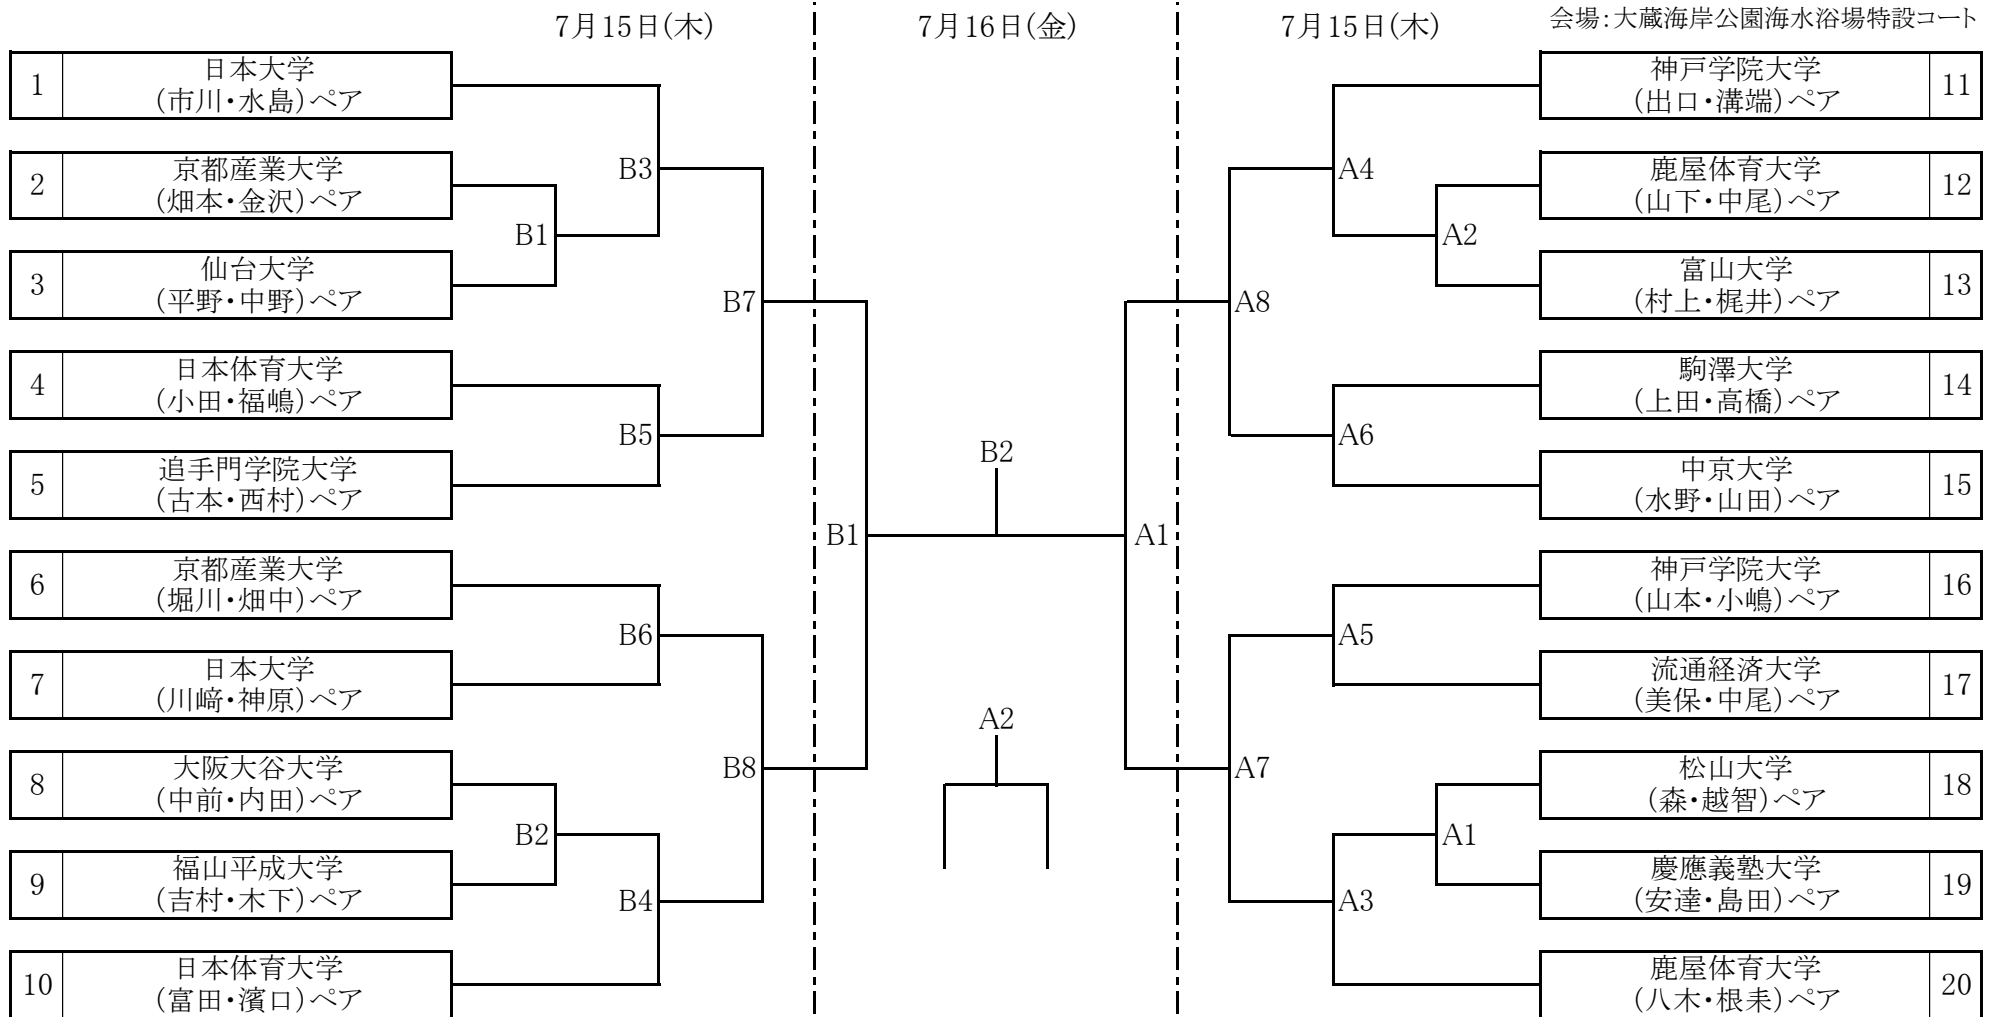 7月15日(木)
7月16日(金)
7月15日(木)
会場：大蔵海岸公園海水浴場特設コート
1
日本大学
(市川・水島)ペア
2
京都産業大学
(畑本・金沢)ペア
3
仙台大学
(平野・中野)ペア
4
日本体育大学
(小田・福嶋)ペア
5
追手門学院大学
(古本・西村)ペア
6
京都産業大学
(堀川・畑中)ペア
7
日本大学
(川﨑・神原)ペア
8
大阪大谷大学
(中前・内田)ペア
9
福山平成大学
(吉村・木下)ペア
10
日本体育大学
(富田・濱口)ペア
B1
B2
B3
B5
B6
B4
B7
B8
B1
B2
A2
A1
A8
A7
A4
A6
A5
A3
A2
A1
神戸学院大学
(出口・溝端)ペア
11
鹿屋体育大学
(山下・中尾)ペア
12
富山大学
(村上・梶井)ペア
13
駒澤大学
(上田・高橋)ペア
14
中京大学
(水野・山田)ペア
15
神戸学院大学
(山本・小嶋)ペア
16
流通経済大学
(美保・中尾)ペア
17
松山大学
(森・越智)ペア
18
慶應義塾大学
(安達・島田)ペア
19
鹿屋体育大学
(八木・根耒)ペア
20